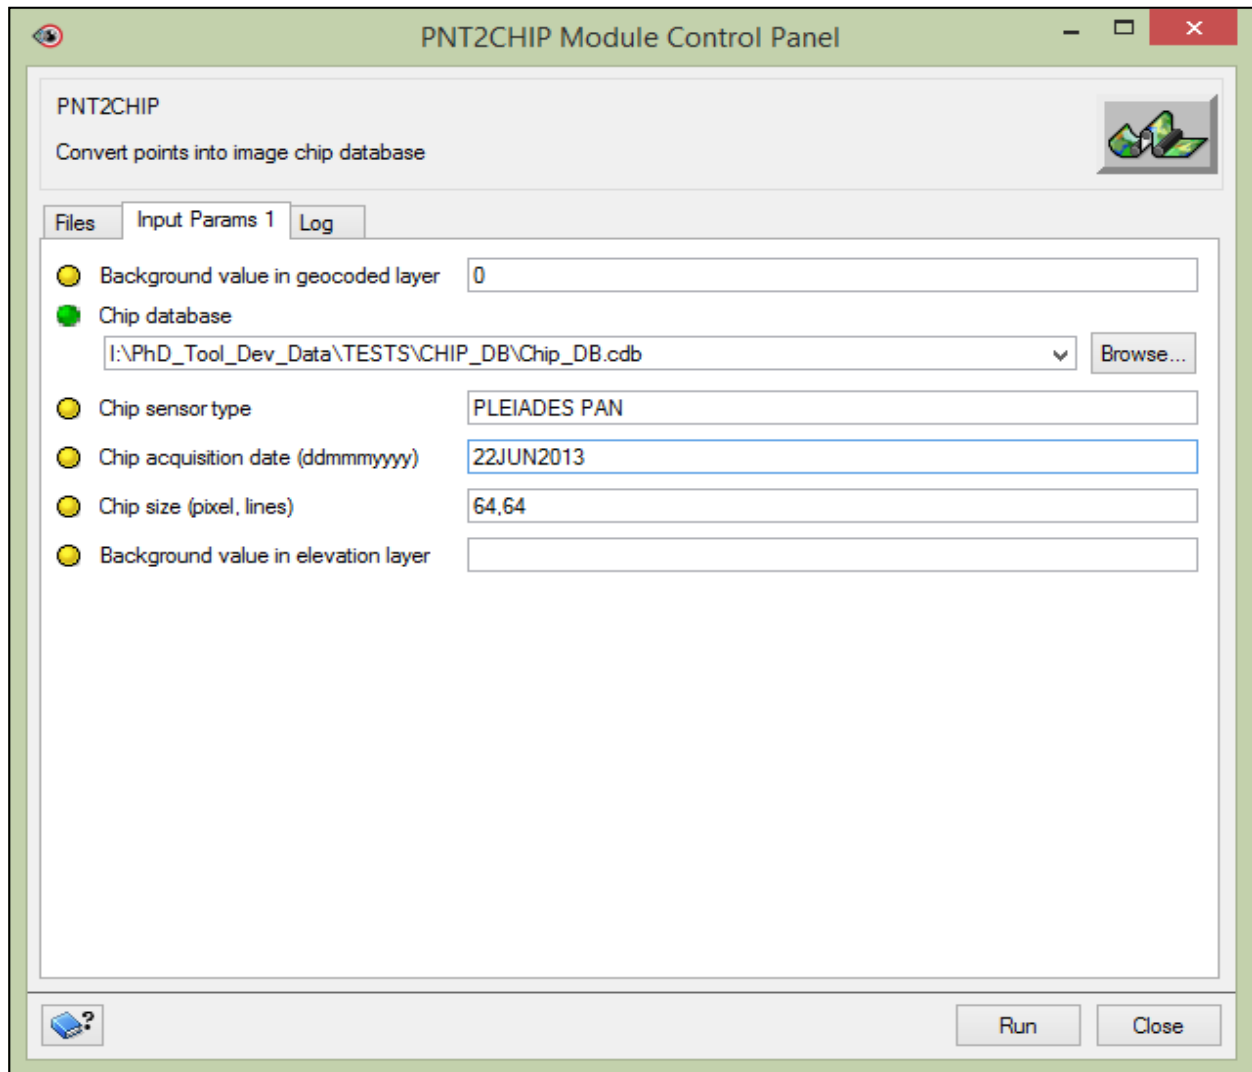 PNT2CHIP Module Control Panel
PNT2CHIP
Convert points into image chip database
Files Input Params 1 Log
Background value in geocoded layer 0
Chip database
I:\PhD_Tool_Dev_Data\TESTS\CHIP_DB\Chip_DB.cdb Browse...
Chip sensor type PLEIADES PAN
Chip acquisition date (ddmmmyyyy) 22JUN2013
Chip size (pixel, lines) 64,64
Background value in elevation layer
? Run Close